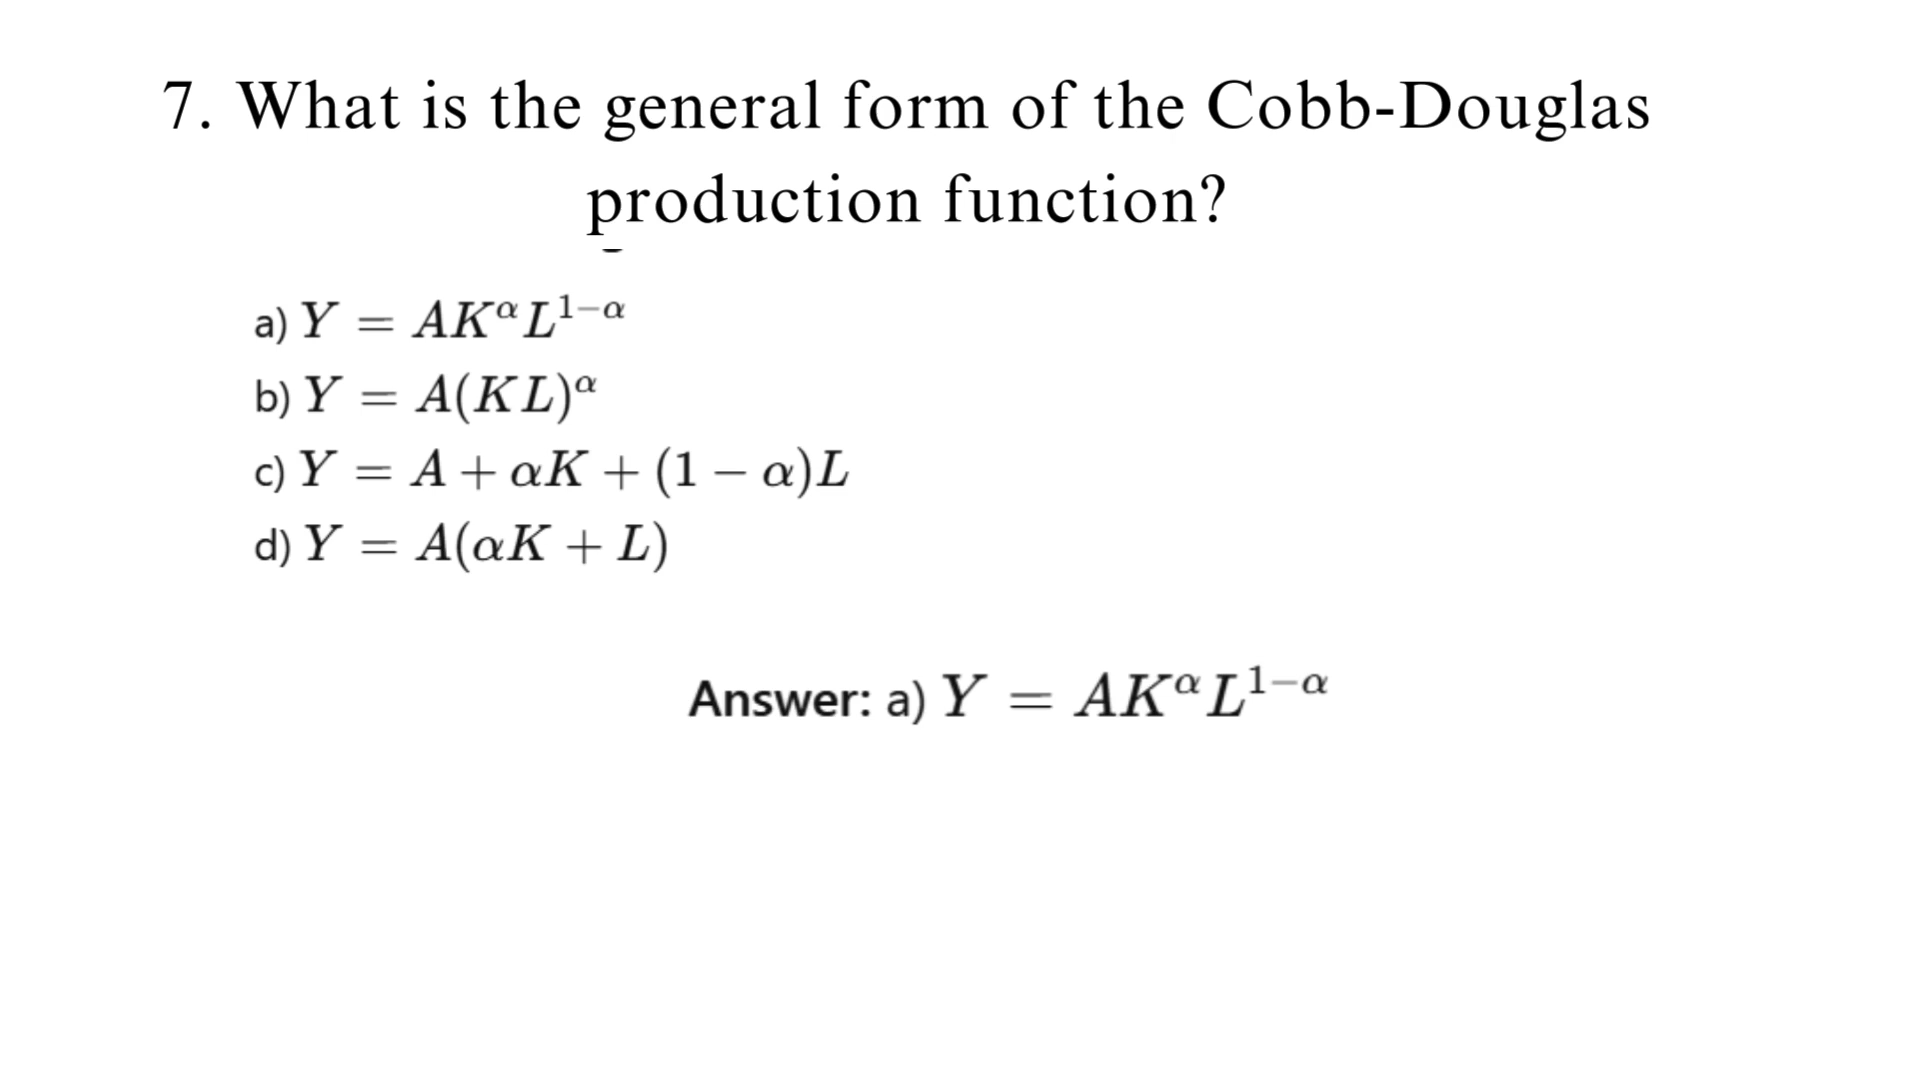 7. What is the general form of the Cobb-Douglas
production function?
a) Y = AK^α L^{1−α}
b) Y = A(KL)^α
c) Y = A + αK + (1 − α)L
d) Y = A(αK + L)
Answer: a) Y = AK^α L^{1−α}